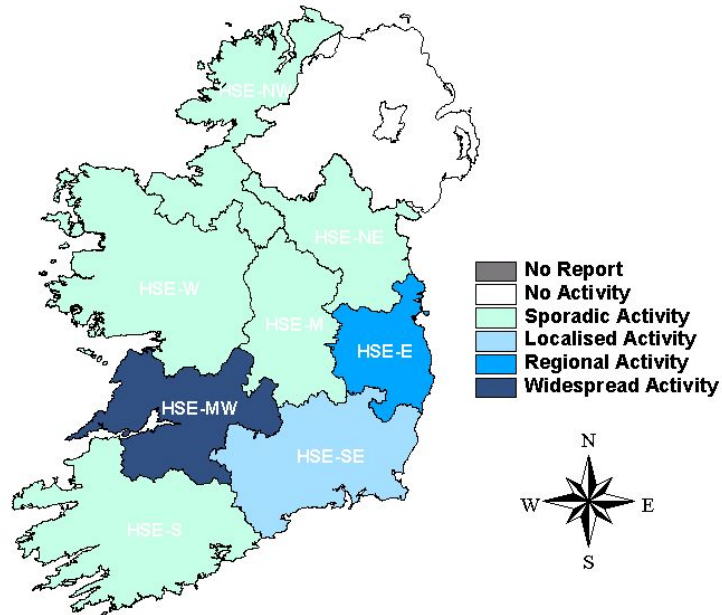 HSE-NW
HSE-NE
HSE-W
HSE-M
HSE-E
HSE-MW
HSE-SE
HSE-S
No Report
No Activity
Sporadic Activity
Localised Activity
Regional Activity
Widespread Activity
N
W E
S